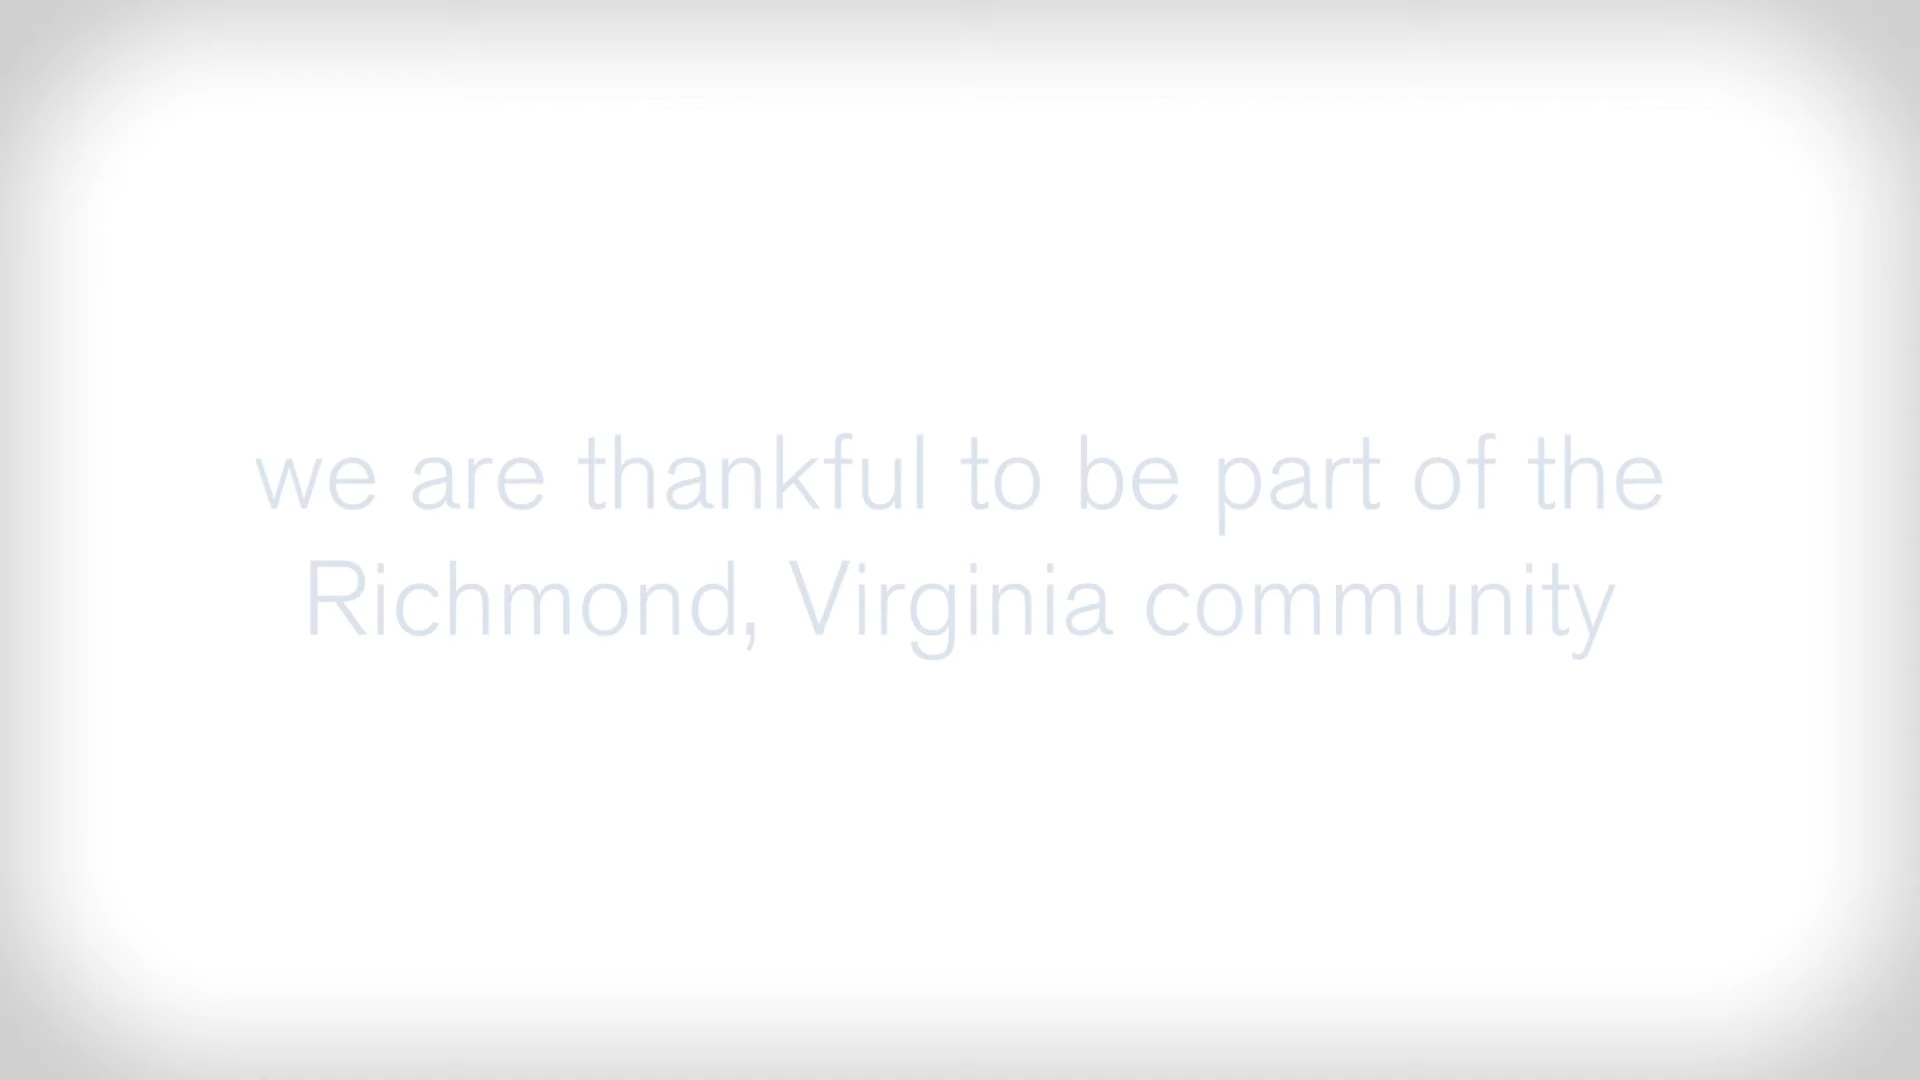 we are thankful to be part of the
Richmond, Virginia community